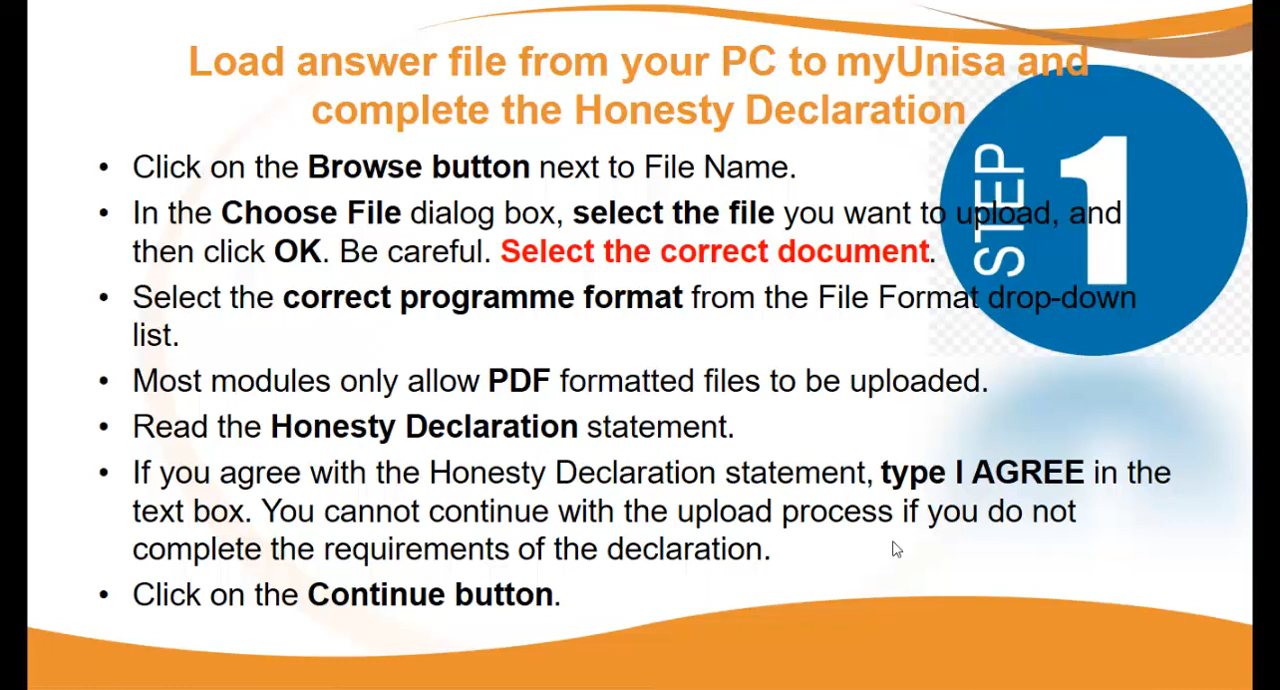 Load answer file from your PC to myUnisa and
complete the Honesty Declaration
• Click on the Browse button next to File Name.
• In the Choose File dialog box, select the file you want to upload, and
then click OK. Be careful. Select the correct document.
• Select the correct programme format from the File Format drop-down
list.
• Most modules only allow PDF formatted files to be uploaded.
• Read the Honesty Declaration statement.
• If you agree with the Honesty Declaration statement, type I AGREE in the
text box. You cannot continue with the upload process if you do not
complete the requirements of the declaration.
• Click on the Continue button.
STEP 1